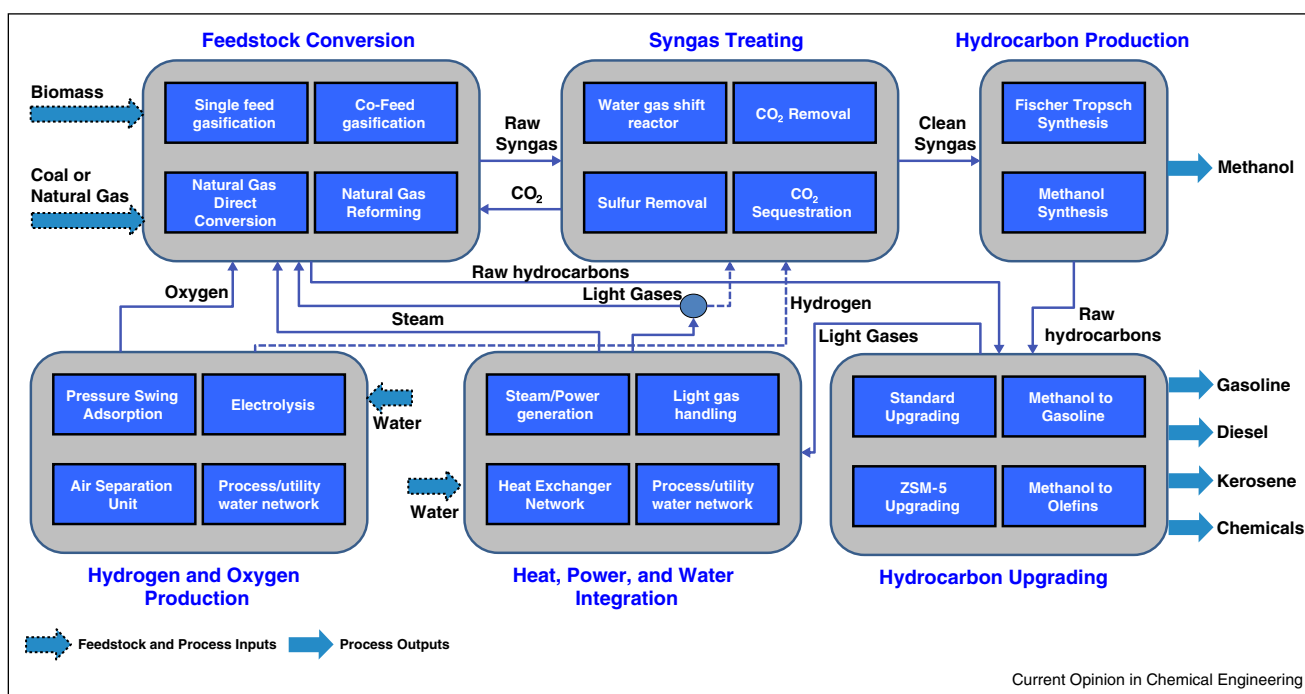 Feedstock Conversion
Syngas Treating
Hydrocarbon Production
Biomass
Coal or
Natural Gas
Single feed
gasification
Co-Feed
gasification
Natural Gas
Direct
Conversion
Natural Gas
Reforming
Raw
Syngas
CO2
Water gas shift
reactor
CO2 Removal
Sulfur Removal
CO2
Sequestration
Clean
Syngas
Fischer Tropsch
Synthesis
Methanol
Synthesis
Methanol
Oxygen
Raw hydrocarbons
Light Gases
Steam
Hydrogen
Light Gases
Raw
hydrocarbons
Pressure Swing
Adsorption
Electrolysis
Air Separation
Unit
Process/utility
water network
Water
Steam/Power
generation
Light gas
handling
Heat Exchanger
Network
Process/utility
water network
Water
Standard
Upgrading
Methanol to
Gasoline
ZSM-5
Upgrading
Methanol to
Olefins
Gasoline
Diesel
Kerosene
Chemicals
Hydrogen and Oxygen
Production
Heat, Power, and Water
Integration
Hydrocarbon Upgrading
Feedstock and Process Inputs
Process Outputs
Current Opinion in Chemical Engineering